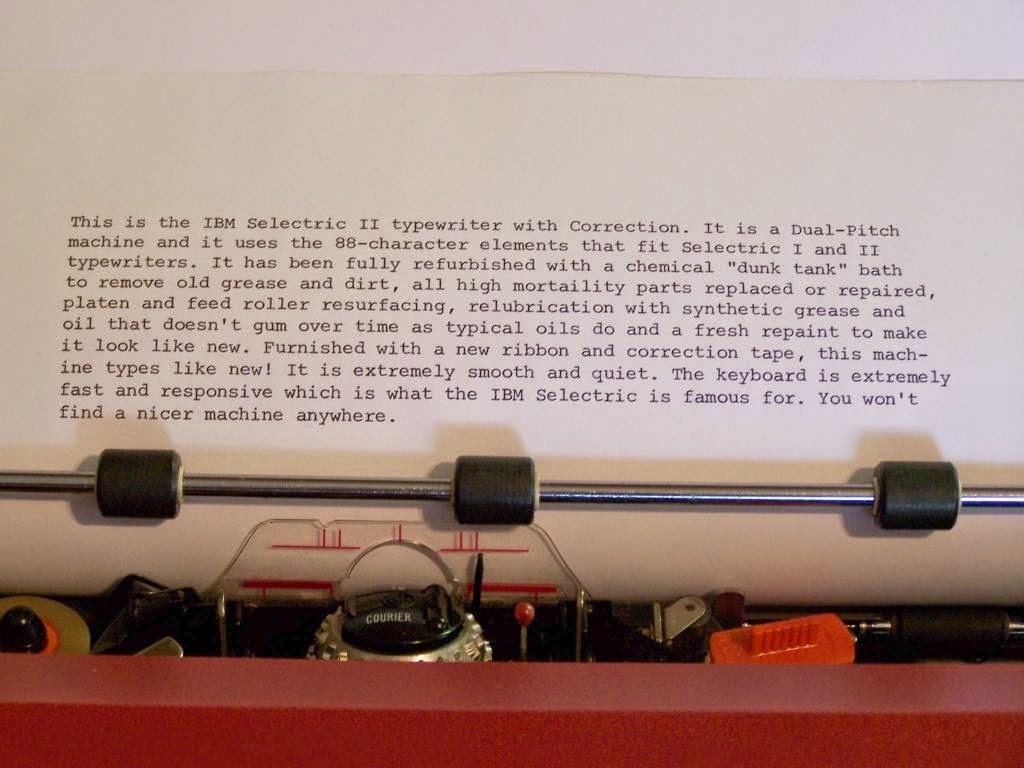 This is the IBM Selectric II typewriter with Correction. It is a Dual-Pitch
machine and it uses the 88-character elements that fit Selectric I and II
typewriters. It has been fully refurbished with a chemical "dunk tank" bath
to remove old grease and dirt, all high mortaility parts replaced or repaired,
platen and feed roller resurfacing, relubrication with synthetic grease and
oil that doesn't gum over time as typical oils do and a fresh repaint to make
it look like new. Furnished with a new ribbon and correction tape, this mach-
ine types like new! It is extremely smooth and quiet. The keyboard is extremely
fast and responsive which is what the IBM Selectric is famous for. You won't
find a nicer machine anywhere.
COURIER